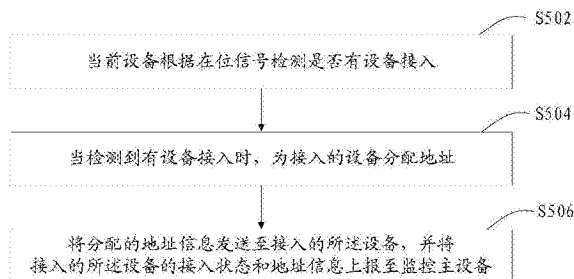 S502
当前设备根据在位信号检测是否有设备接入
S504
当检测到有设备接入时，为接入的设备分配地址
S506
将分配的地址信息发送至接入的所述设备，并将
接入的所述设备的接入状态和地址信息上报至监控主设备